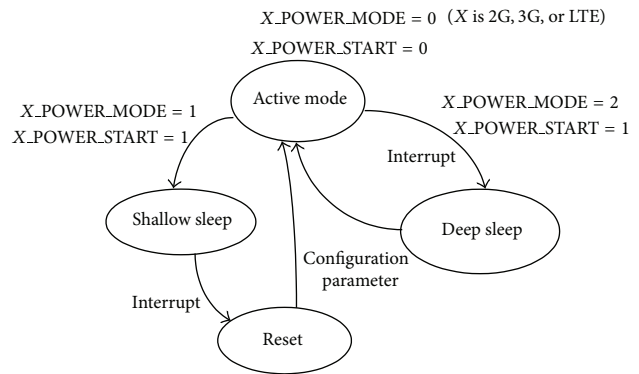 X_POWER_MODE = 0 (X is 2G, 3G, or LTE)
X_POWER_START = 0
Active mode
X_POWER_MODE = 1
X_POWER_START = 1
X_POWER_MODE = 2
X_POWER_START = 1
Interrupt
Shallow sleep
Deep sleep
Configuration
parameter
Interrupt
Reset